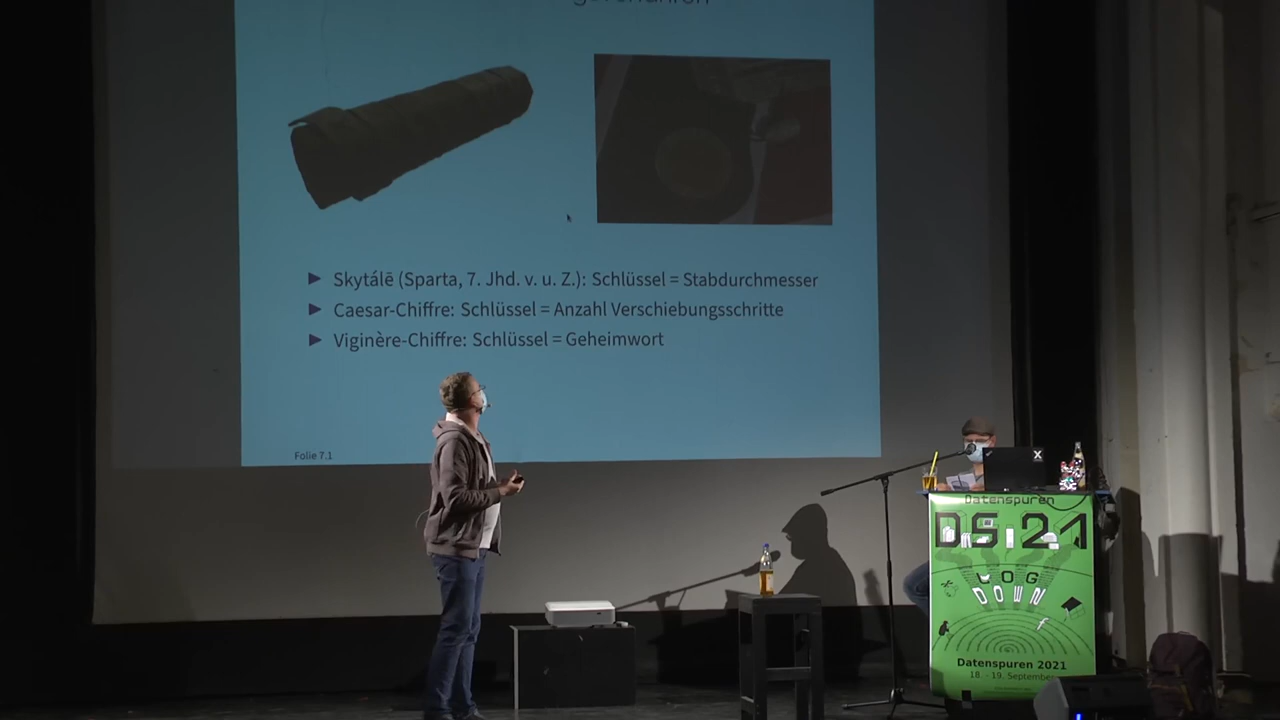 ▶ Skytálē (Sparta, 7. Jhd. v. u. Z.): Schlüssel = Stabdurchmesser
▶ Caesar-Chiffre: Schlüssel = Anzahl Verschiebungsschritte
▶ Viginère-Chiffre: Schlüssel = Geheimwort
Folie 7.1
X
Datenspuren
DS:21
LOG
DOWN
Datenspuren 2021
18. - 19. September